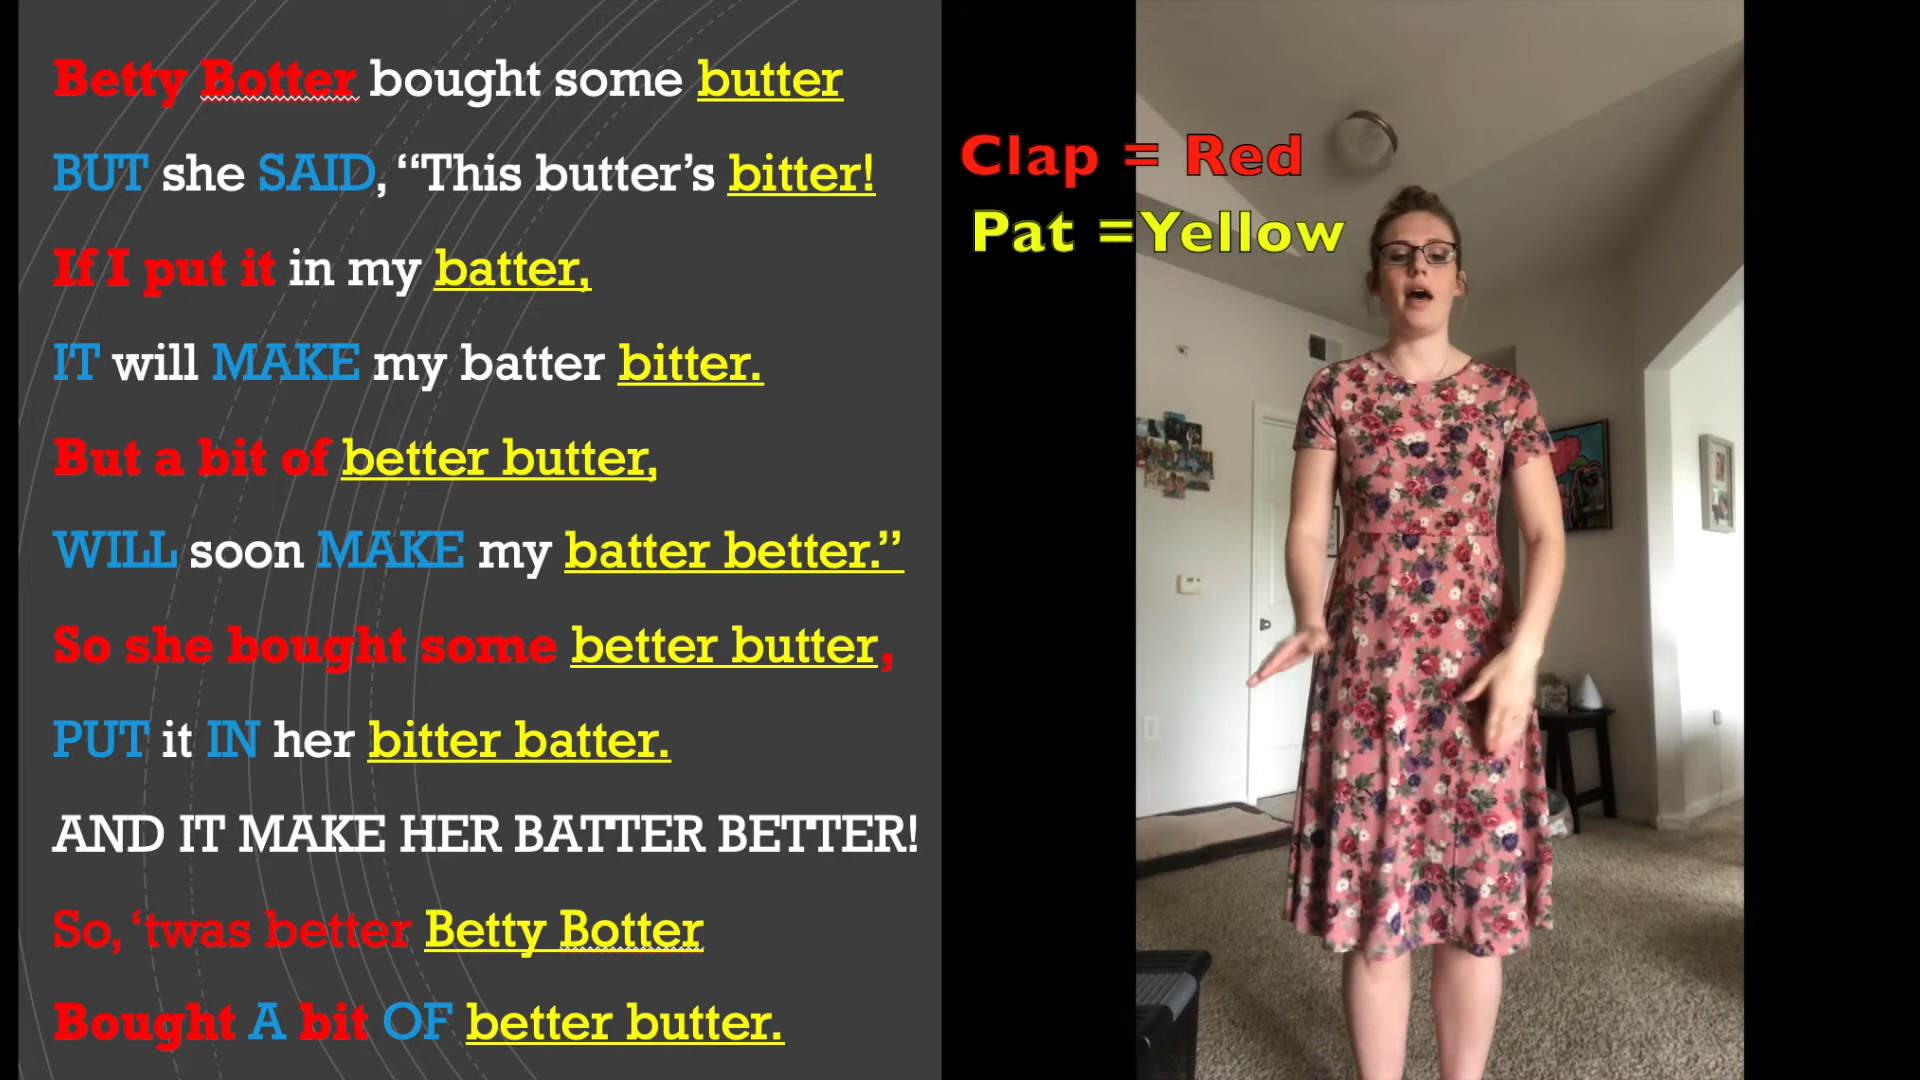 Betty Botter bought some butter
BUT she SAID, “This butter’s bitter!
If I put it in my batter,
IT will MAKE my batter bitter.
But a bit of better butter,
WILL soon MAKE my batter better.”
So she bought some better butter,
PUT it IN her bitter batter.
AND IT MAKE HER BATTER BETTER!
So, ‘twas better Betty Botter
Bought A bit OF better butter.
Clap = Red
Pat =Yellow